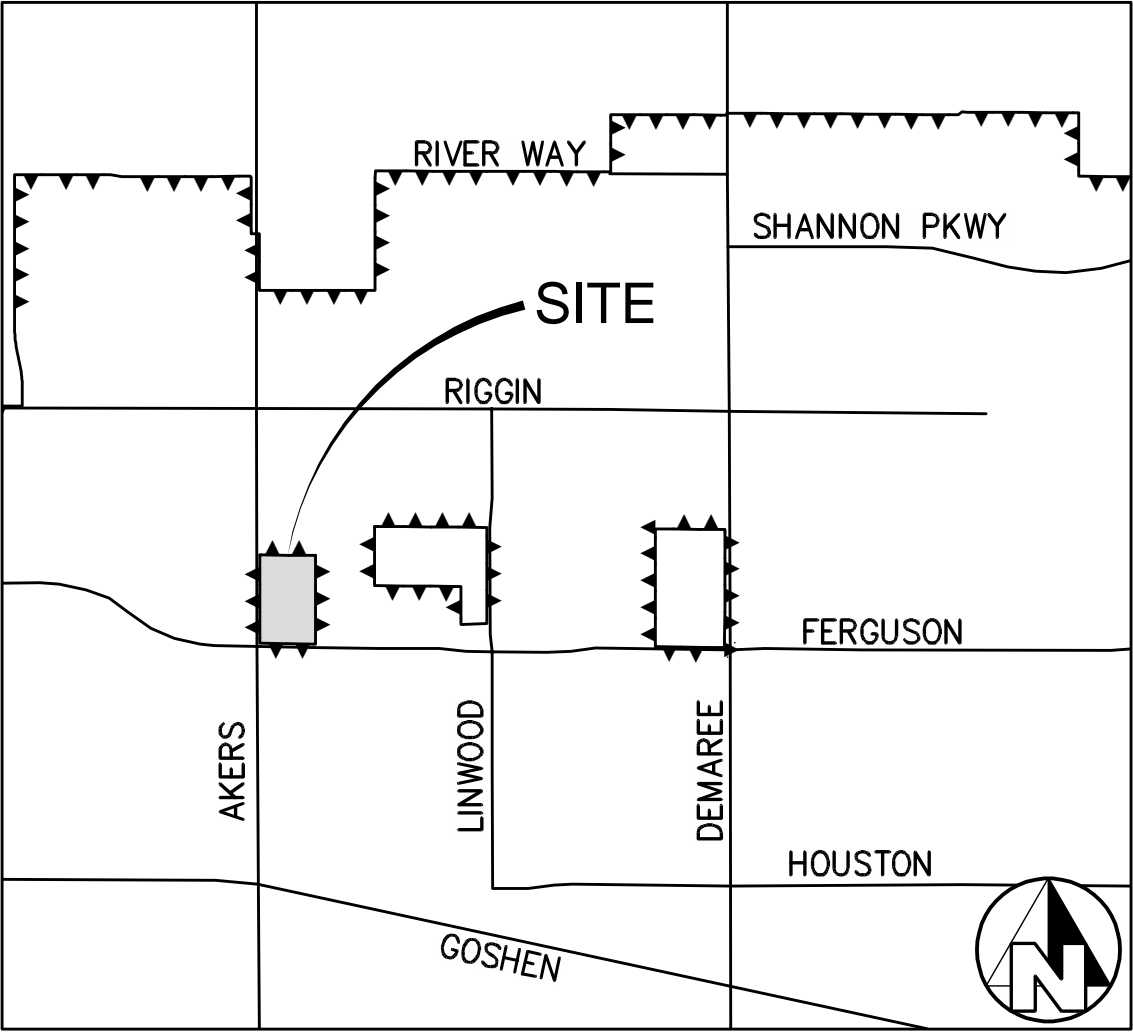 RIVER WAY
SHANNON PKWY
SITE
RIGGIN
FERGUSON
AKERS
LINWOOD
DEMAREE
HOUSTON
GOSHEN
N